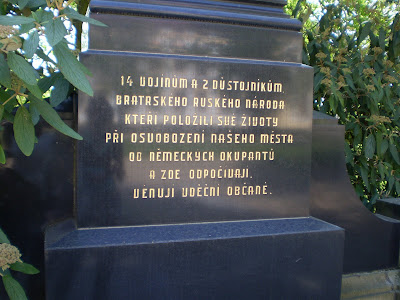 14 VOJÍNŮM A 2 DŮSTOJNÍKŮM,
BRATRSKÉHO RUSKÉHO NÁRODA
KTEŘÍ POLOŽILI SVÉ ŽIVOTY
PŘI OSVOBOZENÍ NAŠEHO MĚSTA
OD NĚMECKÝCH OKUPANTŮ
A ZDE ODPOČÍVAJÍ.
VĚNUJÍ VDĚČNÍ OBČANÉ.